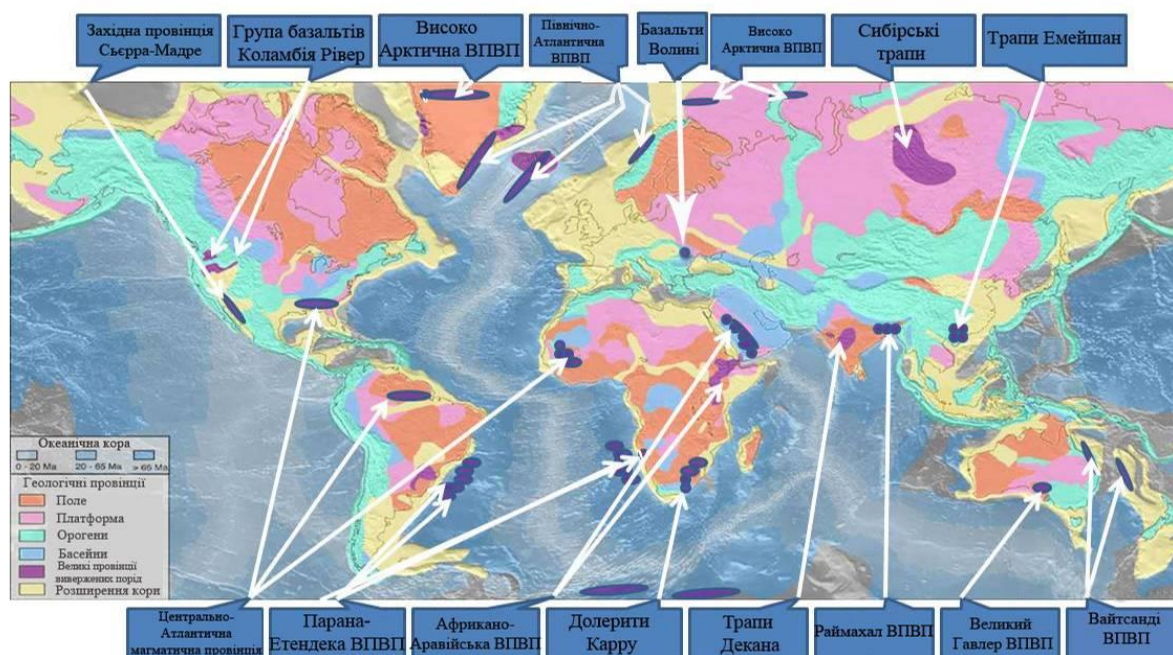 Західна провінція
Сьєрра-Мадре
Група базальтів
Коламбія Рівер
Високо
Арктична ВПВП
Північно-
Атлантична
ВПВП
Базальти
Волині
Високо
Арктична ВПВП
Сибірські
трапи
Трапи Емейшан
Океанічна кора
0 - 20 Ma
20 - 65 Ma
> 65 Ma
Геологічні провінції
Поле
Платформа
Орогени
Басейни
Великі провінції
вивержених порід
Розширення кори
Центрально-
Атлантична
магматична провінція
Парана-
Етендека ВПВП
Африкано-
Аравійська ВПВП
Долерити
Карру
Трапи
Декана
Раймахал ВПВП
Великий
Гавлер ВПВП
Вайтсанді
ВПВП